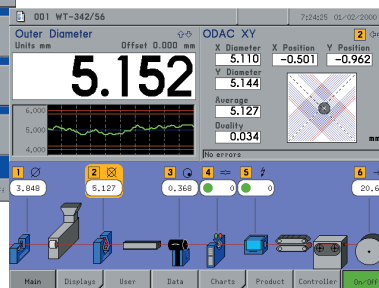 001 WT-342/56
7:24:25 01/02/2000
Outer Diameter
Units mm Offset 0.000 mm
5.152
6,000
5,000
4,000
ODAC XY
2
X Diameter X Position Y Position
5.110 -0.501 -0.962
Y Diameter
5.144
Average
5.127
Ovality
0.034
mm
No errors
1 2 3 4 5 6
3.848 5.127 0.368 0 0 20.6
Main Displays User Data Charts Product Controller On/Off